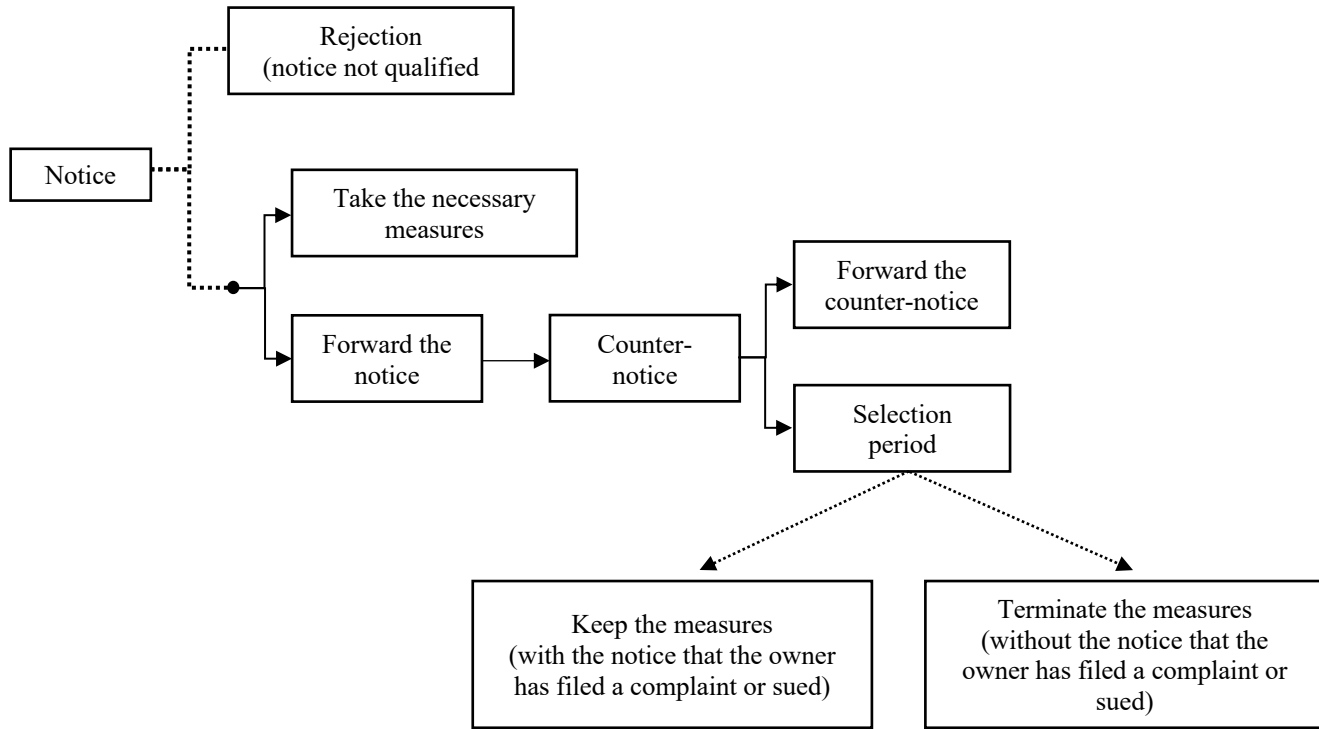 Rejection
(notice not qualified
Notice
Take the necessary
measures
Forward the
counter-notice
Forward the
notice
Counter-
notice
Selection
period
Keep the measures
(with the notice that the owner
has filed a complaint or sued)
Terminate the measures
(without the notice that the
owner has filed a complaint or
sued)